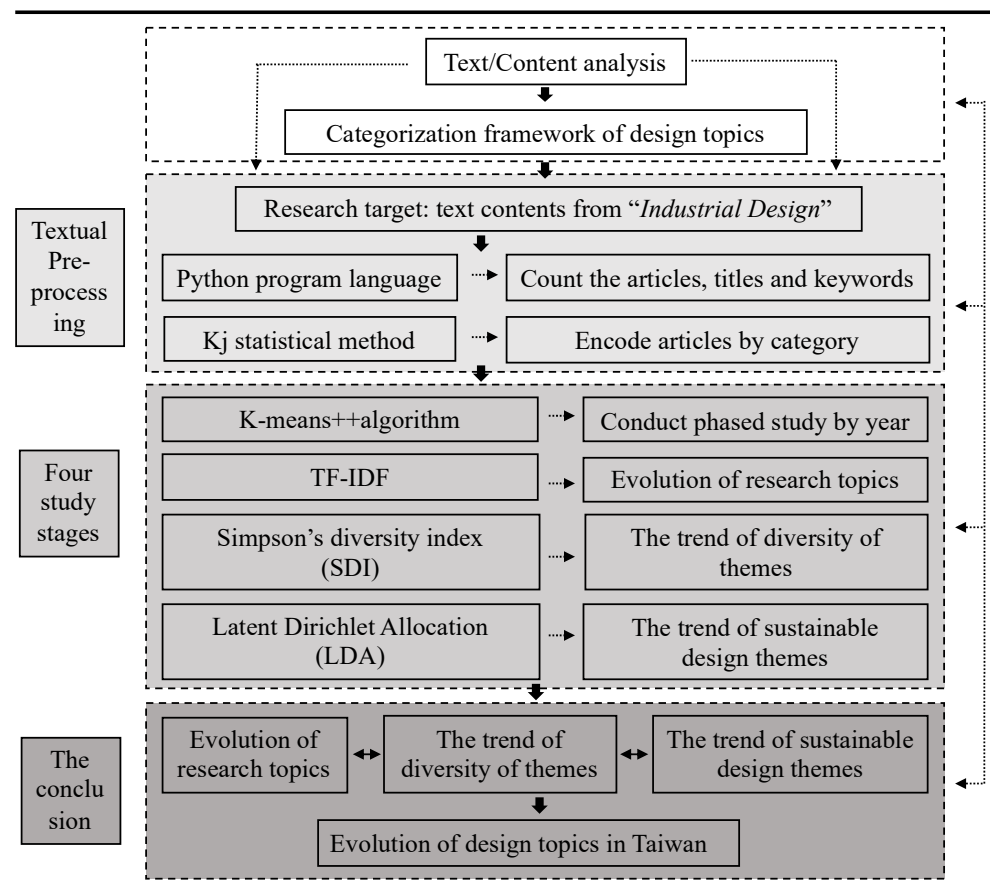 Text/Content analysis
Categorization framework of design topics
Textual
Pre-
process
ing
Research target: text contents from “Industrial Design”
Python program language
Count the articles, titles and keywords
Kj statistical method
Encode articles by category
Four
study
stages
K-means++algorithm
Conduct phased study by year
TF-IDF
Evolution of research topics
Simpson’s diversity index
(SDI)
The trend of diversity of
themes
Latent Dirichlet Allocation
(LDA)
The trend of sustainable
design themes
The
conclu
sion
Evolution of
research topics
The trend of
diversity of themes
The trend of sustainable
design themes
Evolution of design topics in Taiwan